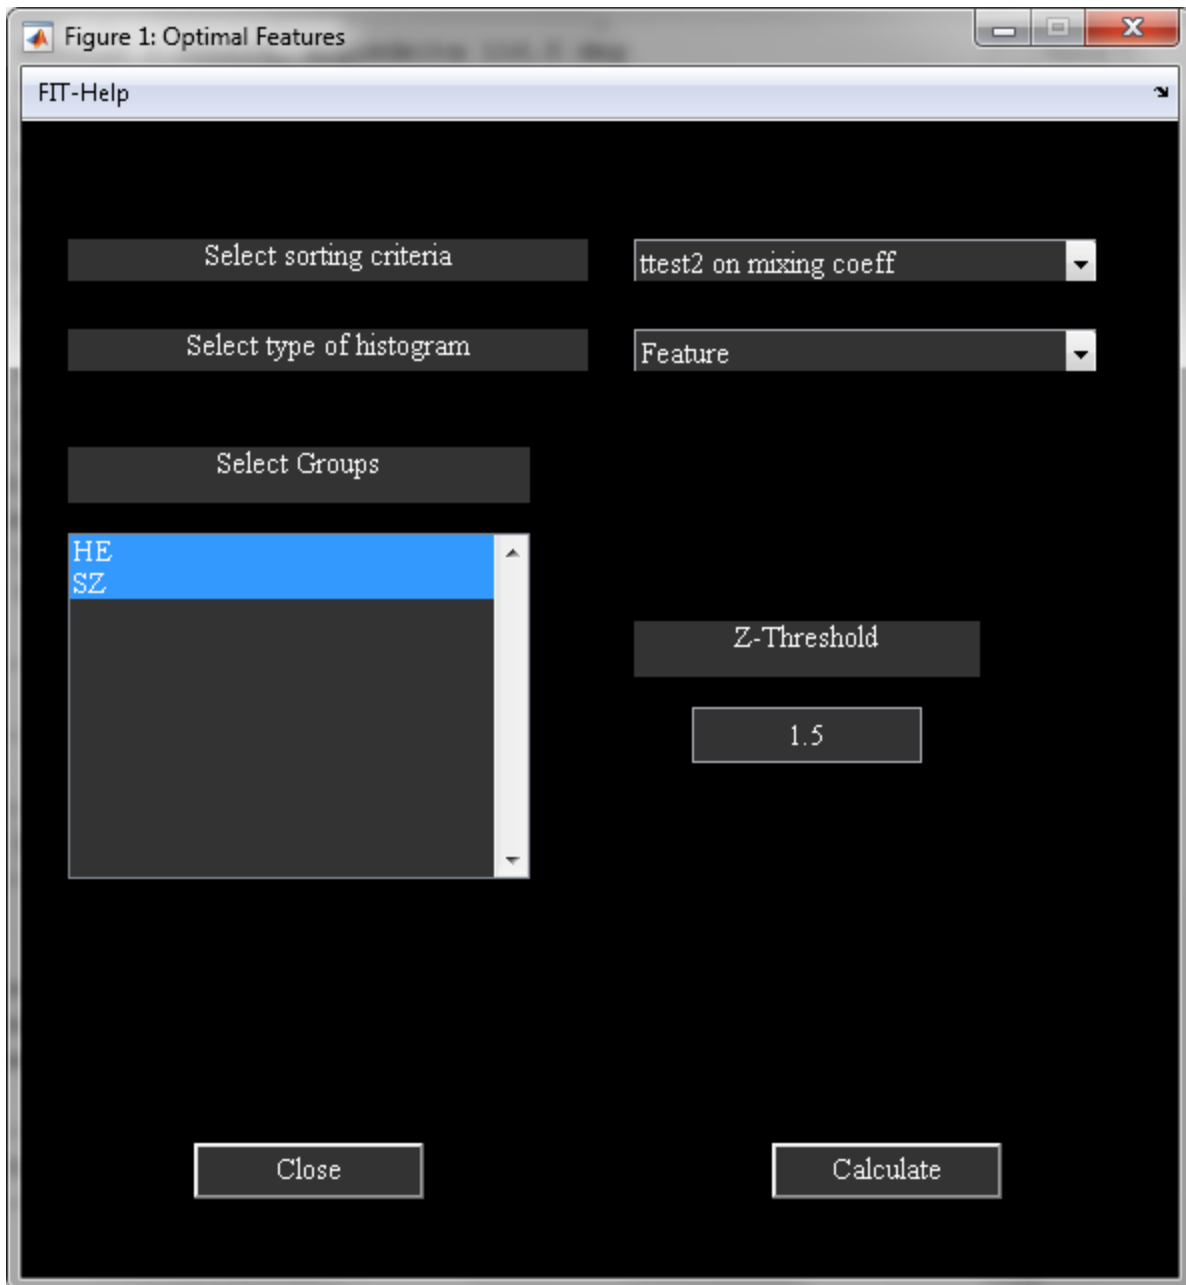 Figure 1: Optimal Features
FIT-Help
Select sorting criteria
ttest2 on mixing coeff
Select type of histogram
Feature
Select Groups
HE
SZ
Z-Threshold
1.5
Close
Calculate